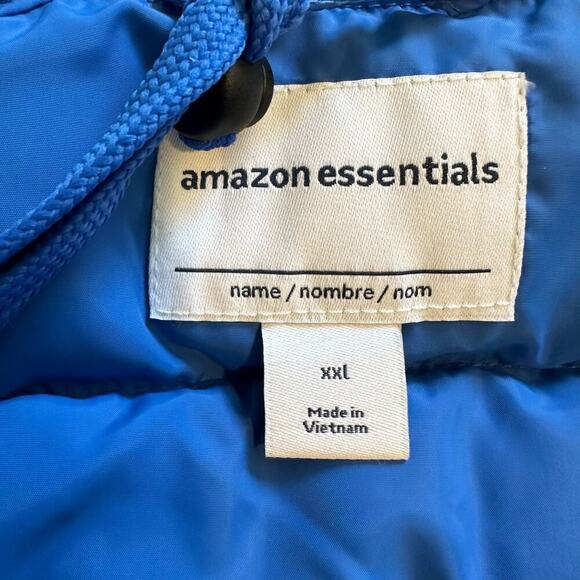 amazon essentials
name / nombre / nom
xxl
Made in
Vietnam